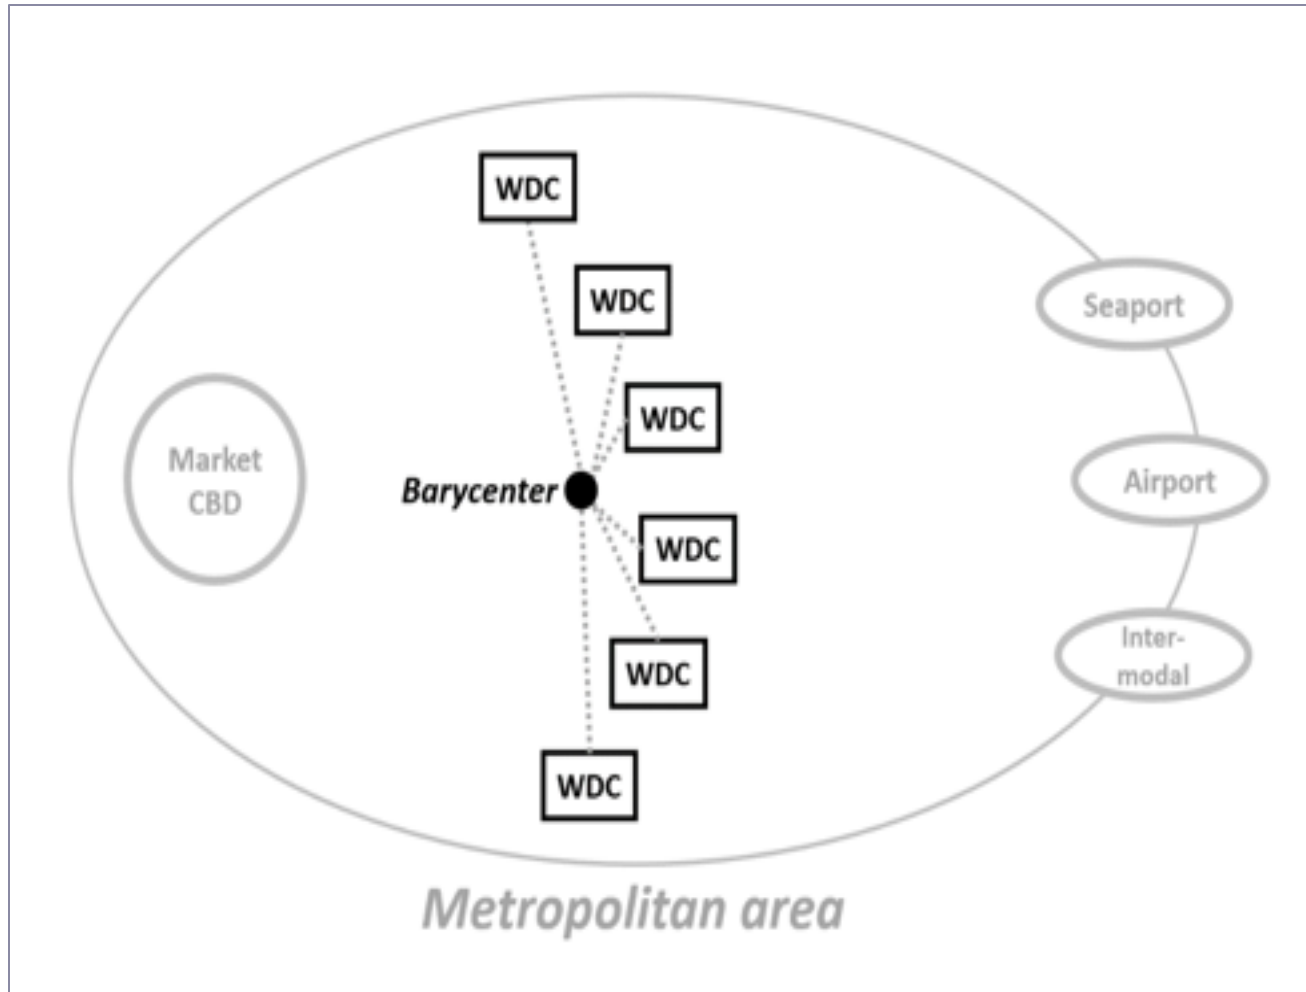 WDC
WDC
Seaport
WDC
Market
CBD
Airport
Barycenter
WDC
Inter-
modal
WDC
WDC
Metropolitan area